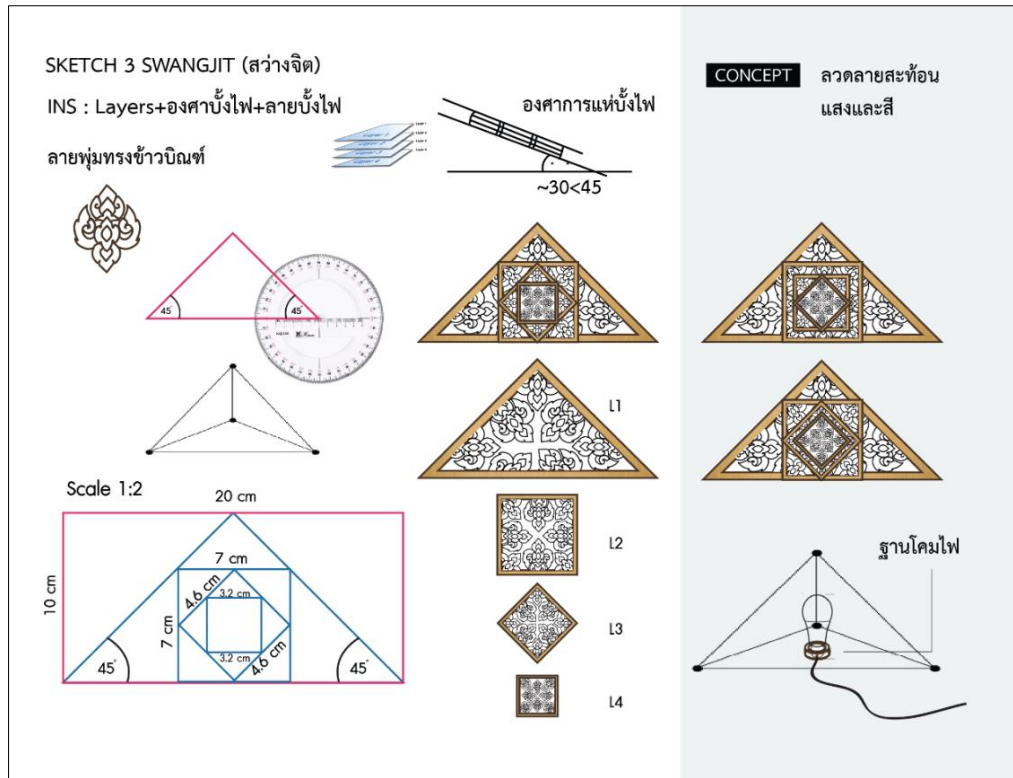 SKETCH 3 SWANGJIT (สว่างจิต)
INS : Layers+องศาบั้งไฟ+ลายบั้งไฟ
ลายพุ่มทรงข้าวบิณฑ์
องศาการแห่บั้งไฟ
~30<45
45°
45°
L1
Scale 1:2
20 cm
10 cm
7 cm
7 cm
4.6 cm
3.2 cm
3.2 cm
4.6 cm
45°
45°
L2
L3
L4
CONCEPT ลวดลายสะท้อน
แสงและสี
ฐานโคมไฟ